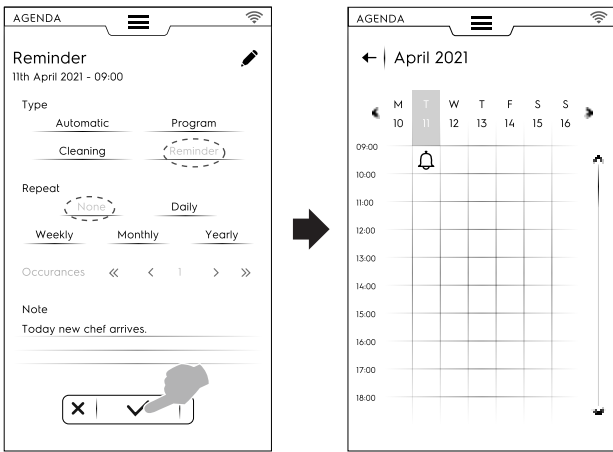 AGENDA
Reminder
11th April 2021 - 09:00
Type
Automatic Program
Cleaning Reminder
Repeat
None Daily
Weekly Monthly Yearly
Occurances « < 1 > »
Note
Today new chef arrives.
AGENDA
April 2021
M T W T F S S
10 11 12 13 14 15 16
09:00
10:00
11:00
12:00
13:00
14:00
15:00
16:00
17:00
18:00